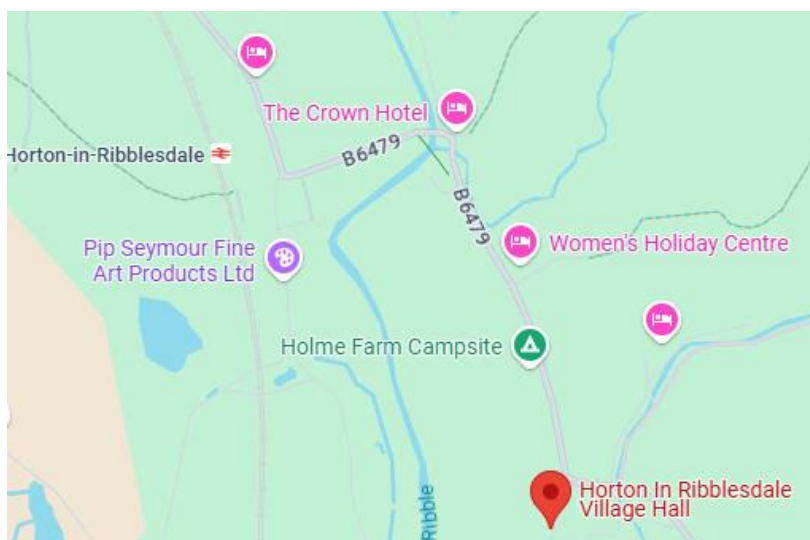 The Crown Hotel
Horton-in-Ribblesdale
B6479
B6479
Pip Seymour Fine
Art Products Ltd
Women's Holiday Centre
Holme Farm Campsite
Horton In Ribblesdale
Village Hall
Ribble